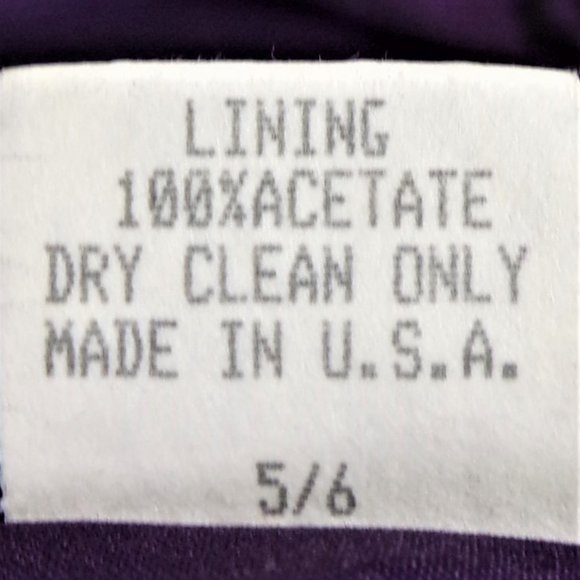 LINING
100%ACETATE
DRY CLEAN ONLY
MADE IN U.S.A.
5/6